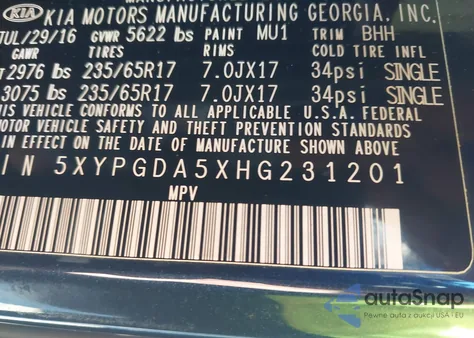 KIA KIA MOTORS MANUFACTURING GEORGIA, INC.
JUL/29/16 GVWR 5622 lbs PAINT MU1 TRIM BHH
GAWR TIRES RIMS COLD TIRE INFL
2976 lbs 235/65R17 7.0JX17 34psi SINGLE
3075 lbs 235/65R17 7.0JX17 34psi SINGLE
THIS VEHICLE CONFORMS TO ALL APPLICABLE U.S.A. FEDERAL
MOTOR VEHICLE SAFETY AND THEFT PREVENTION STANDARDS
IN EFFECT ON THE DATE OF MANUFACTURE SHOWN ABOVE
IN 5XYPGDA5XHG231201
MPV
autoSnap
Pewne auta z aukcji USA i EU